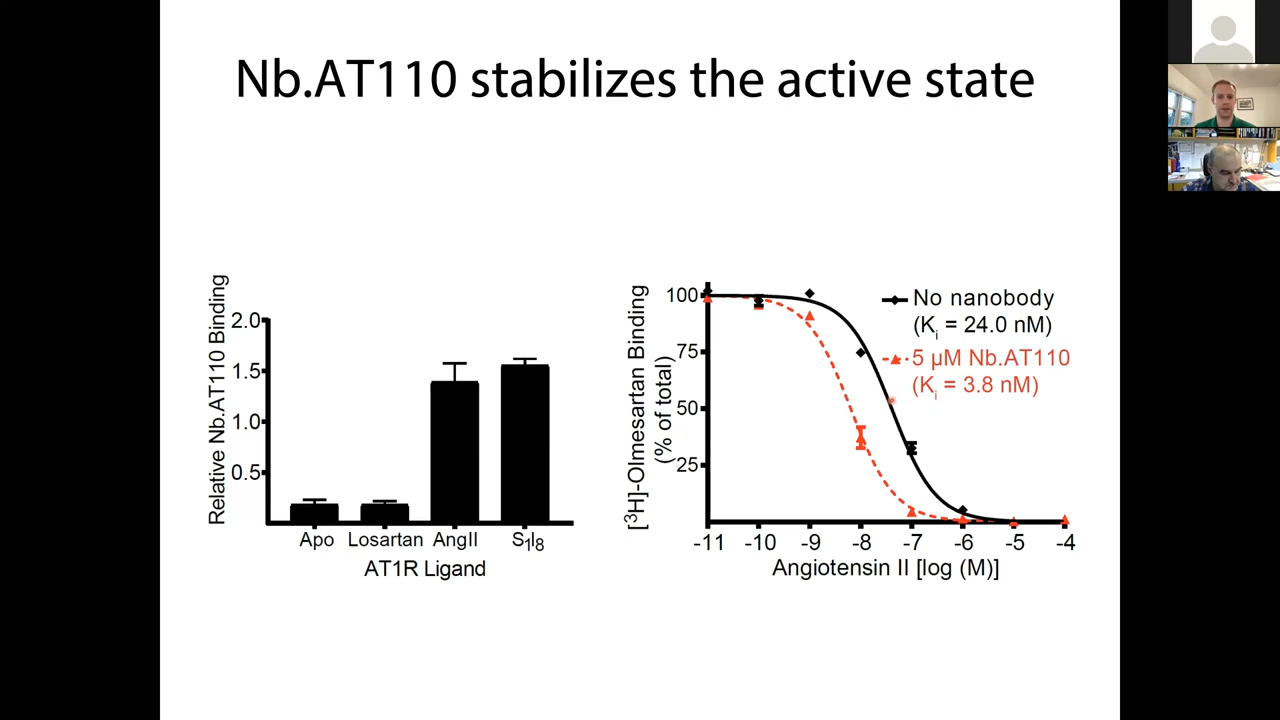 Nb.AT110 stabilizes the active state
Relative Nb.AT110 Binding
2.0
1.5
1.0
0.5
Apo
Losartan
AngII
S1I8
AT1R Ligand
[3H]-Olmesartan Binding
(% of total)
100
75
50
25
No nanobody
(Ki = 24.0 nM)
5 µM Nb.AT110
(Ki = 3.8 nM)
-11 -10 -9 -8 -7 -6 -5 -4
Angiotensin II [log (M)]